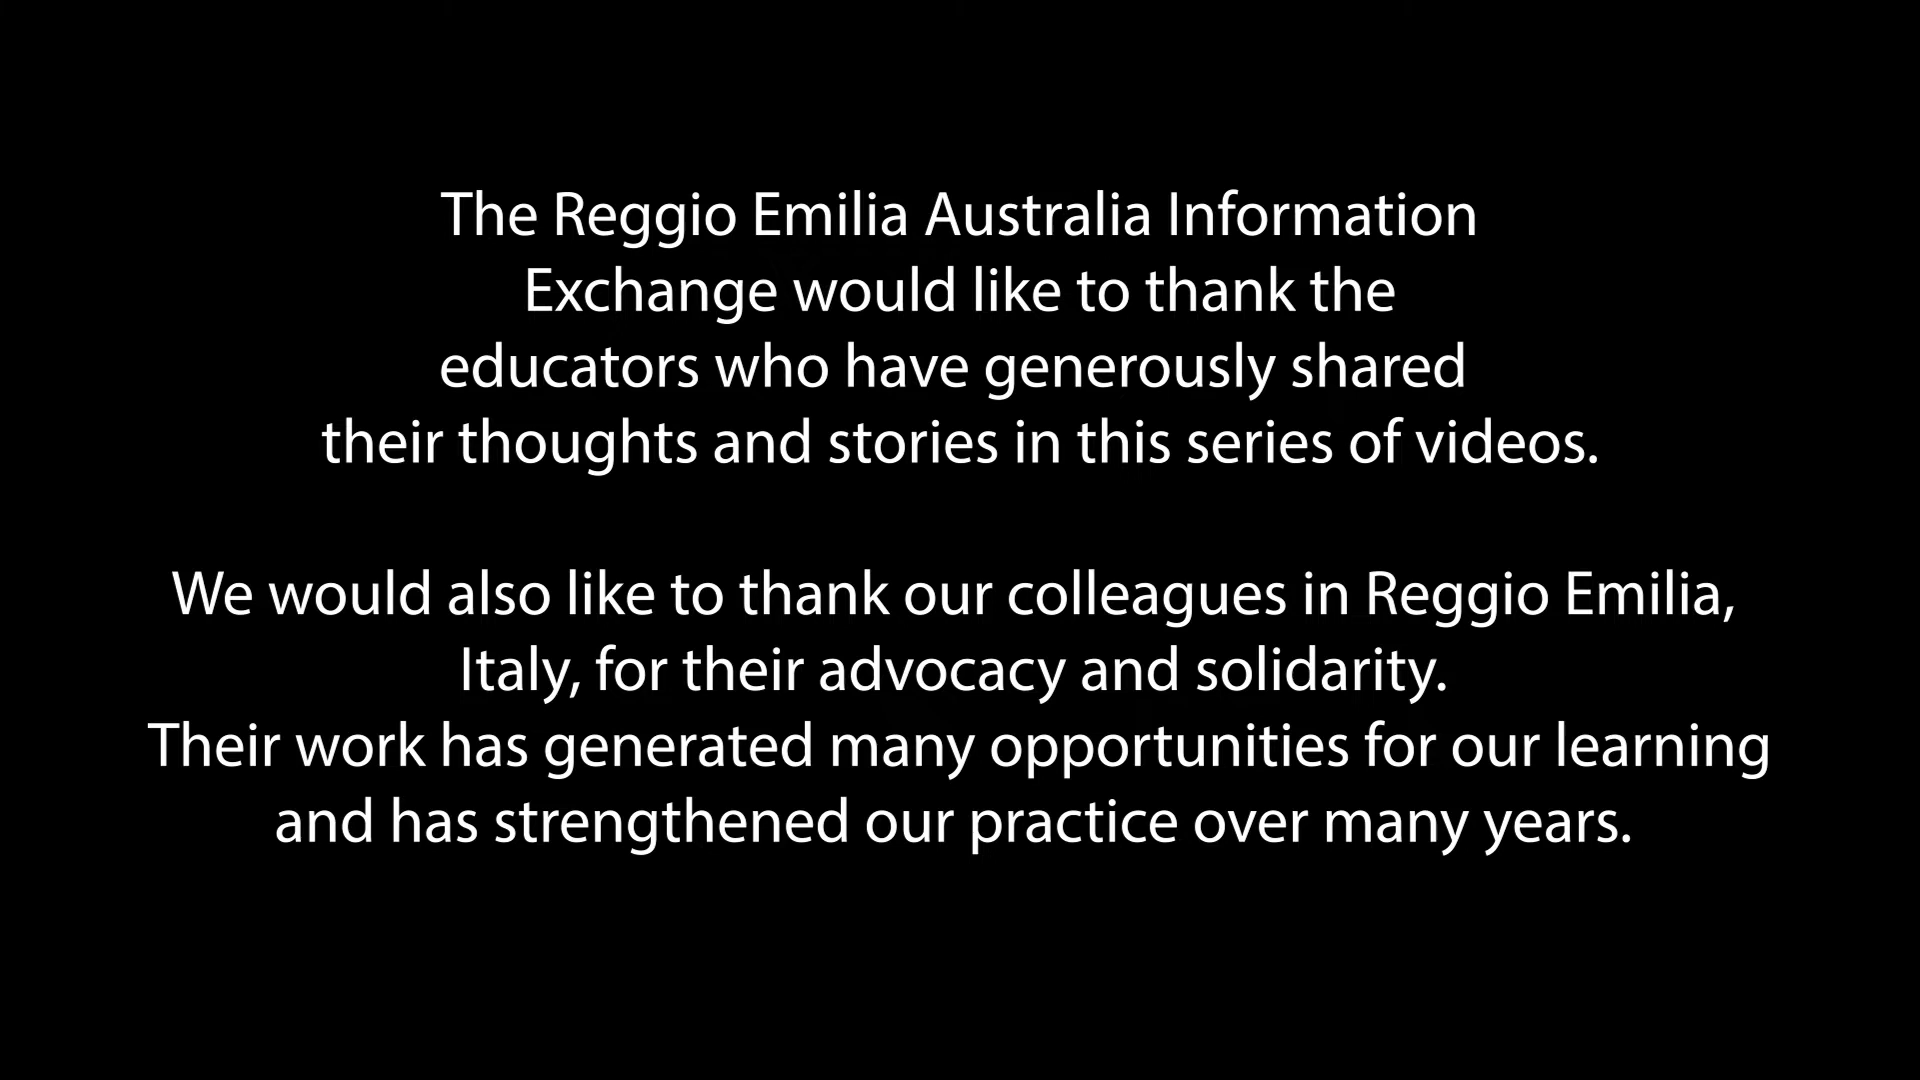 The Reggio Emilia Australia Information
Exchange would like to thank the
educators who have generously shared
their thoughts and stories in this series of videos.
We would also like to thank our colleagues in Reggio Emilia,
Italy, for their advocacy and solidarity.
Their work has generated many opportunities for our learning
and has strengthened our practice over many years.